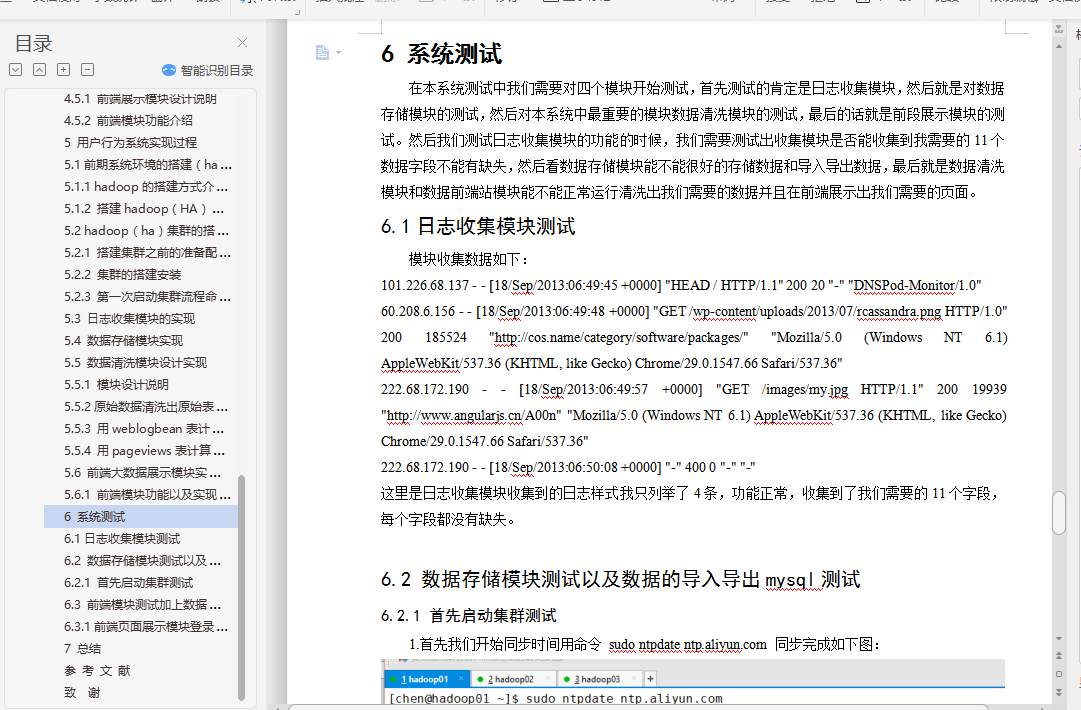 目录
智能识别目录
4.5.1 前端展示模块设计说明
4.5.2 前端模块功能介绍
5 用户行为系统实现过程
5.1 前期系统环境的搭建（ha ...
5.1.1 hadoop 的搭建方式介 ...
5.1.2 搭建 hadoop（HA） ...
5.2 hadoop（ha）集群的搭 ...
5.2.1 搭建集群之前的准备配 ...
5.2.2 集群的搭建安装
5.2.3 第一次启动集群流程命 ...
5.3 日志收集模块的实现
5.4 数据存储模块实现
5.5 数据清洗模块设计实现
5.5.1 模块设计说明
5.5.2 原始数据清洗出原始表 ...
5.5.3 用 weblogbean 表计 ...
5.5.4 用 pageviews 表计算 ...
5.6 前端大数据展示模块实 ...
5.6.1 前端模块功能以及实现 ...
6 系统测试
6.1 日志收集模块测试
6.2 数据存储模块测试以及 ...
6.2.1 首先启动集群测试
6.3 前端模块测试加上数据 ...
6.3.1 前端页面展示模块登录 ...
7 总结
参 考 文 献
致 谢
6 系统测试
在本系统测试中我们需要对四个模块开始测试，首先测试的肯定是日志收集模块，然后就是对数据
存储模块的测试，然后对本系统中最重要的模块数据清洗模块的测试，最后的话就是前段展示模块的测
试。然后我们测试日志收集模块的功能的时候，我们需要测试出收集模块是否能收集到我需要的 11 个
数据字段不能有缺失，然后看数据存储模块能不能很好的存储数据和导入导出数据，最后就是数据清洗
模块和数据前端站模块能不能正常运行清洗出我们需要的数据并且在前端展示出我们需要的页面。
6.1 日志收集模块测试
模块收集数据如下：
101.226.68.137 - - [18/Sep/2013:06:49:45 +0000] "HEAD / HTTP/1.1" 200 20 "-" "DNSPod-Monitor/1.0"
60.208.6.156 - - [18/Sep/2013:06:49:48 +0000] "GET /wp-content/uploads/2013/07/rcassandra.png HTTP/1.0"
200 185524 "http://cos.name/category/software/packages/" "Mozilla/5.0 (Windows NT 6.1)
AppleWebKit/537.36 (KHTML, like Gecko) Chrome/29.0.1547.66 Safari/537.36"
222.68.172.190 - - [18/Sep/2013:06:49:57 +0000] "GET /images/my.jpg HTTP/1.1" 200 19939
"http://www.angularjs.cn/A00n" "Mozilla/5.0 (Windows NT 6.1) AppleWebKit/537.36 (KHTML, like Gecko)
Chrome/29.0.1547.66 Safari/537.36"
222.68.172.190 - - [18/Sep/2013:06:50:08 +0000] "-" 400 0 "-" "-"
这里是日志收集模块收集到的日志样式我只列举了 4 条，功能正常，收集到了我们需要的 11 个字段，
每个字段都没有缺失。
6.2 数据存储模块测试以及数据的导入导出 mysql 测试
6.2.1 首先启动集群测试
1.首先我们开始同步时间用命令 sudo ntpdate ntp.aliyun.com 同步完成如下图：
1 hadoop01 × 2 hadoop02 × 3 hadoop03 × +
[chen@hadoop01 ~]$ sudo ntpdate ntp.aliyun.com